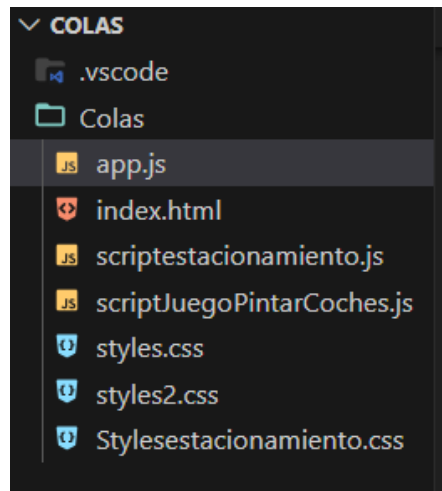 COLAS
.vscode
Colas
JS app.js
index.html
JS scriptestacionamiento.js
JS scriptJuegoPintarCoches.js
styles.css
styles2.css
Stylesestacionamiento.css